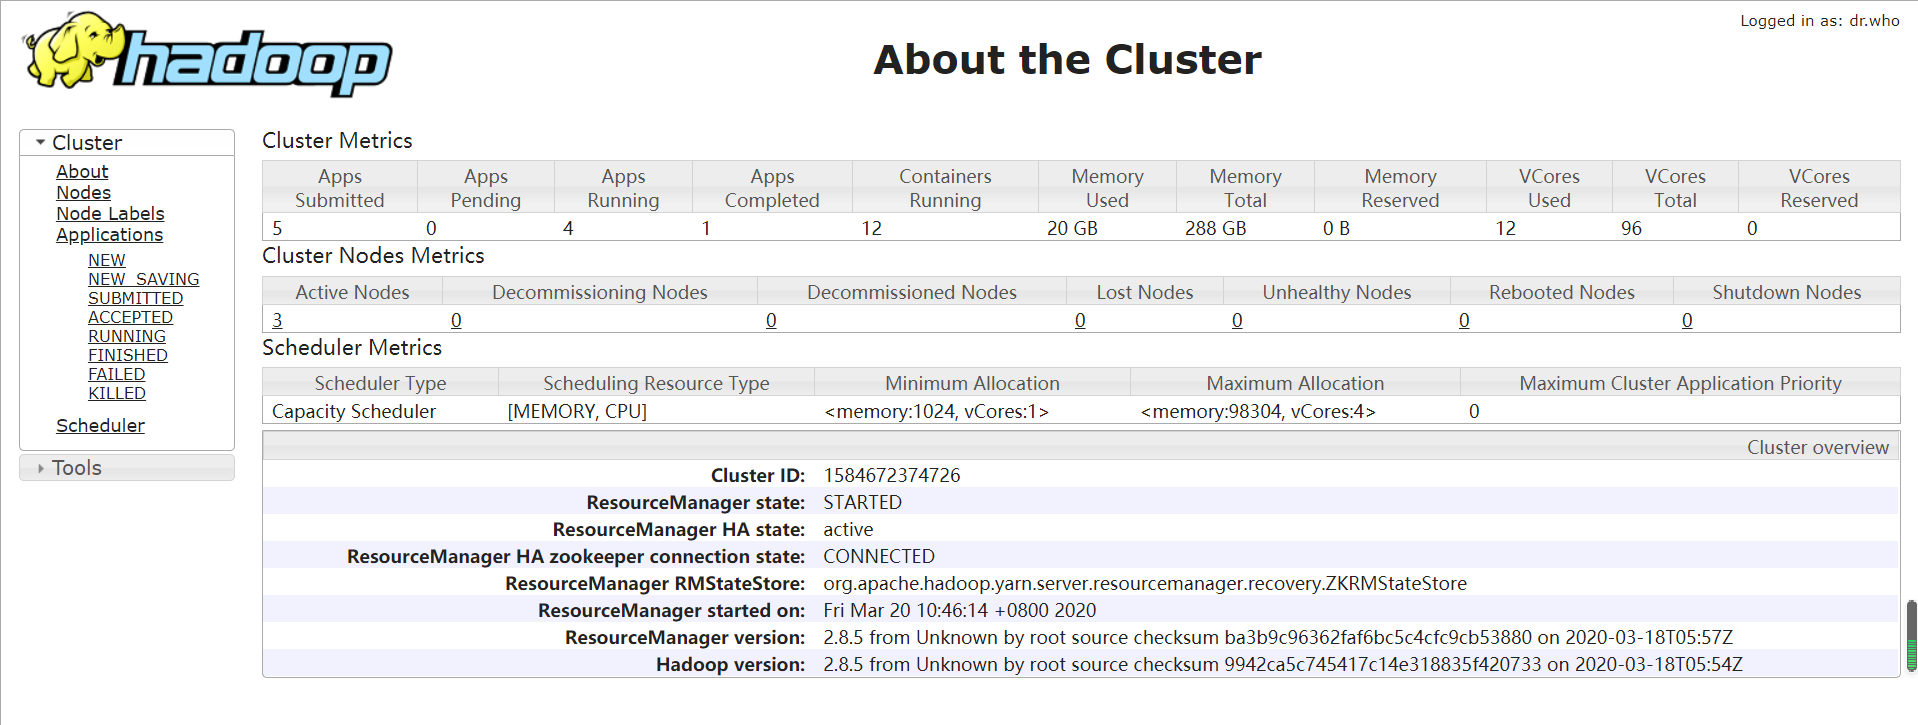 Logged in as: dr.who
hadoop
About the Cluster
Cluster
About
Nodes
Node Labels
Applications
NEW
NEW_SAVING
SUBMITTED
ACCEPTED
RUNNING
FINISHED
FAILED
KILLED
Scheduler
Tools
Cluster Metrics
Apps Submitted Apps Pending Apps Running Apps Completed Containers Running Memory Used Memory Total Memory Reserved VCores Used VCores Total VCores Reserved
5 0 4 1 12 20 GB 288 GB 0 B 12 96 0
Cluster Nodes Metrics
Active Nodes Decommissioning Nodes Decommissioned Nodes Lost Nodes Unhealthy Nodes Rebooted Nodes Shutdown Nodes
3 0 0 0 0 0 0
Scheduler Metrics
Scheduler Type Scheduling Resource Type Minimum Allocation Maximum Allocation Maximum Cluster Application Priority
Capacity Scheduler [MEMORY, CPU] <memory:1024, vCores:1> <memory:98304, vCores:4> 0
Cluster overview
Cluster ID: 1584672374726
ResourceManager state: STARTED
ResourceManager HA state: active
ResourceManager HA zookeeper connection state: CONNECTED
ResourceManager RMStateStore: org.apache.hadoop.yarn.server.resourcemanager.recovery.ZKRMStateStore
ResourceManager started on: Fri Mar 20 10:46:14 +0800 2020
ResourceManager version: 2.8.5 from Unknown by root source checksum ba3b9c96362faf6bc5c4cfc9cb53880 on 2020-03-18T05:57Z
Hadoop version: 2.8.5 from Unknown by root source checksum 9942ca5c745417c14e318835f420733 on 2020-03-18T05:54Z